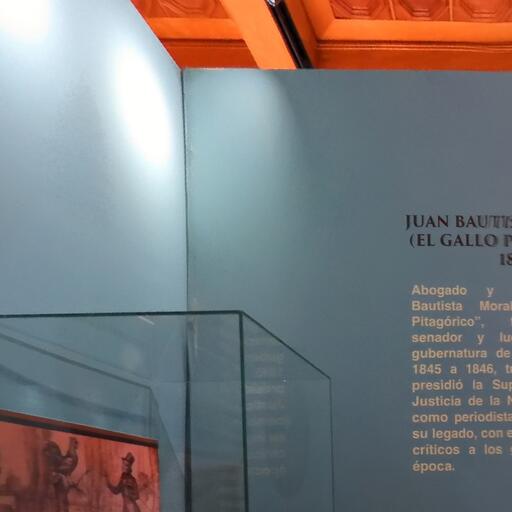 JUAN BAUTIS
(EL GALLO P
18
Abogado y
Bautista Moral
Pitagórico",
senador y lu
gubernatura de
1845 a 1846, t
presidió la Sup
Justicia de la N
como periodista
su legado, con e
críticos a los g
época.